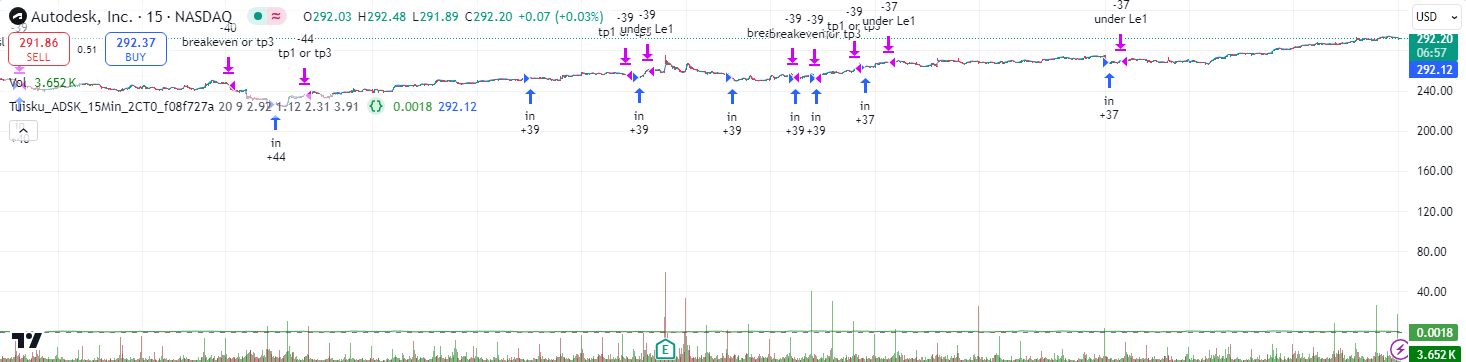 Autodesk, Inc. · 15 · NASDAQ
O292.03 H292.48 L291.89 C292.20 +0.07 (+0.03%)
USD
291.86
SELL
0.51
292.37
BUY
Vol 3.652 K
Tuisku_ADSK_15Min_2CT0_f08f727a 20 9 2.92 1.12 2.31 3.91 0.0018 292.12
-39
-40
breakeven or tp3
-44
tp1 or tp3
-39
-39
under Le1
-39
-39
breakeven or tp3
-39
tp1 or tp3
-37
under Le1
-37
under Le1
in
+40
in
+44
in
+39
in
+39
in
+39
in
+39
in
+39
in
+37
in
+37
292.20
06:57
292.12
240.00
200.00
160.00
120.00
80.00
40.00
0.0018
3.652 K
E